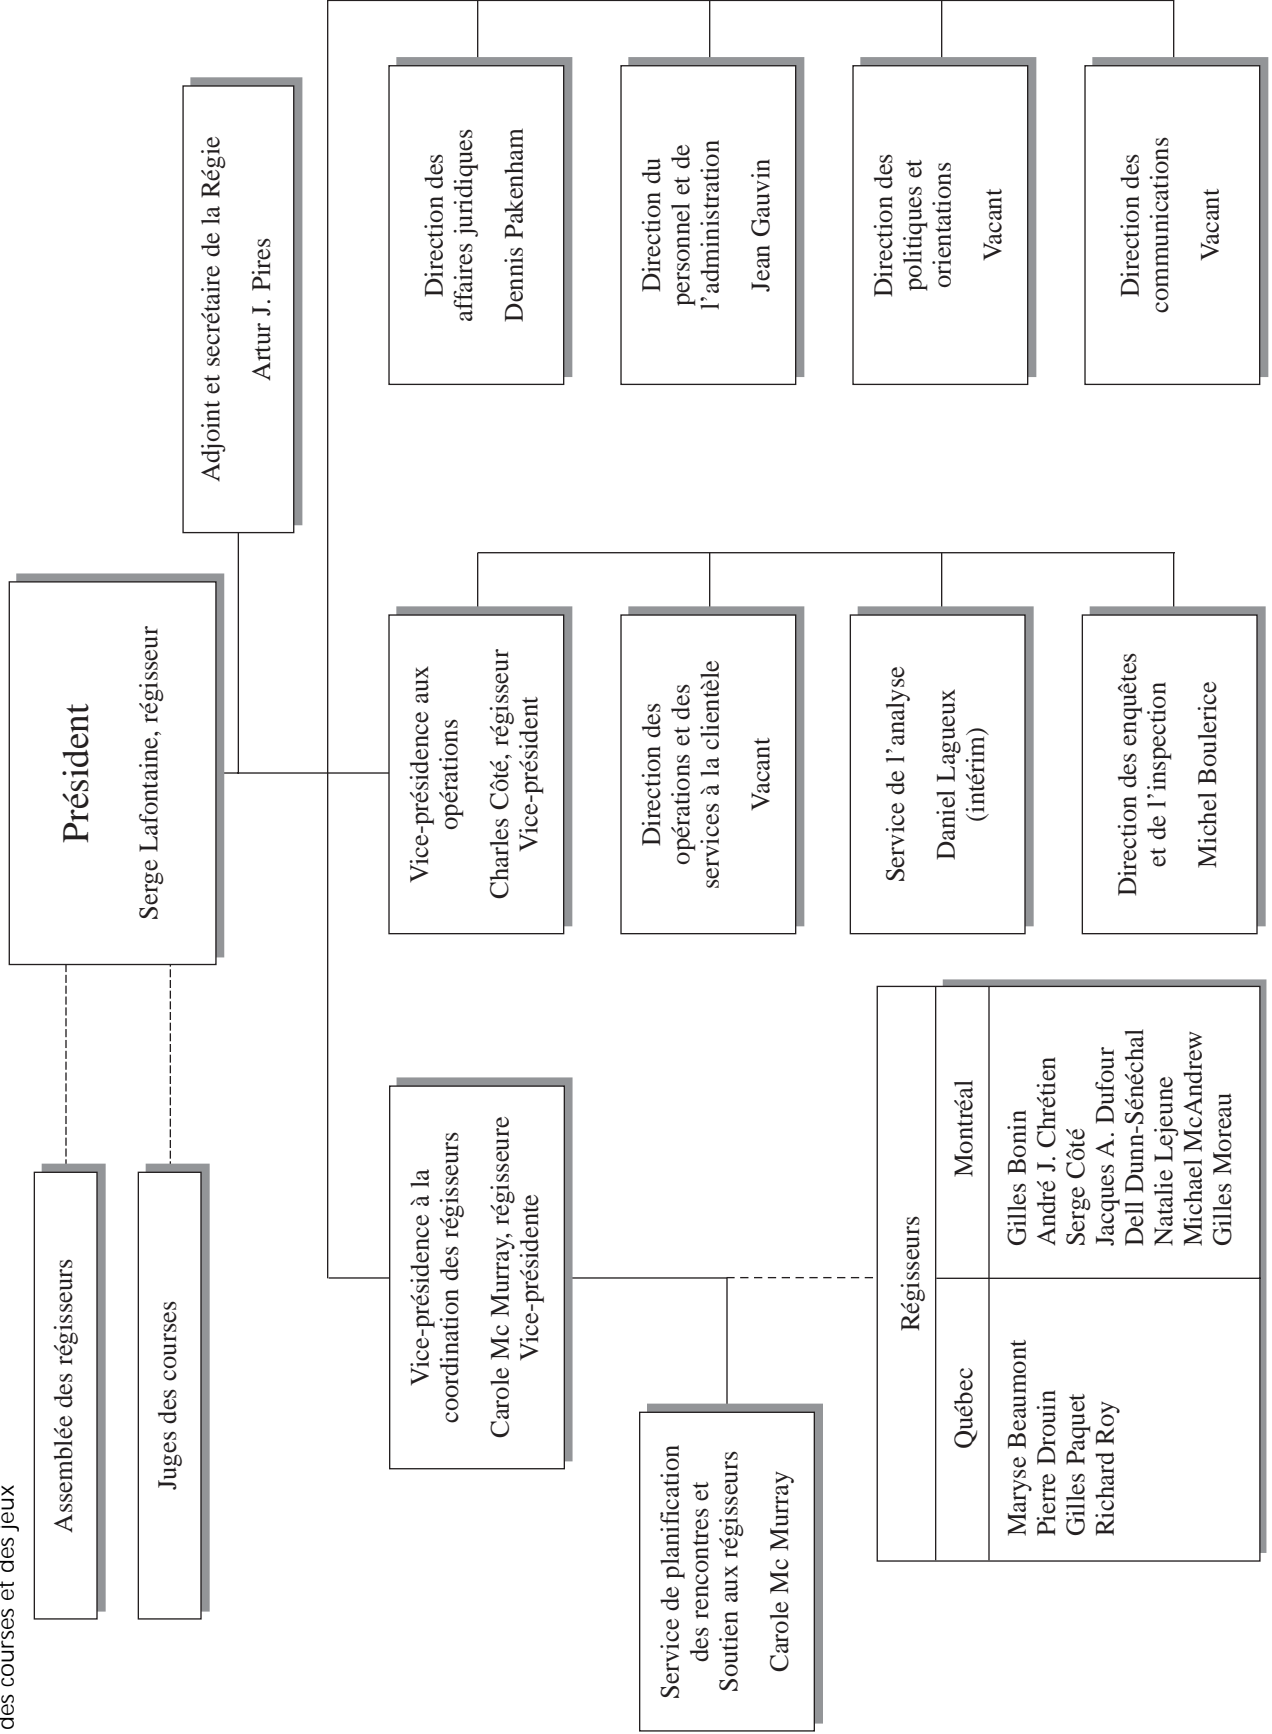 des courses et des jeux
Président
Serge Lafontaine, régisseur
Assemblée des régisseurs
Juges des courses
Adjoint et secrétaire de la Régie
Artur J. Pires
Vice-présidence à la
coordination des régisseurs
Carole Mc Murray, régisseure
Vice-présidente
Service de planification
des rencontres et
Soutien aux régisseurs
Carole Mc Murray
Régisseurs
Québec
Maryse Beaumont
Pierre Drouin
Gilles Paquet
Richard Roy
Montréal
Gilles Bonin
André J. Chrétien
Serge Côté
Jacques A. Dufour
Dell Dunn-Sénéchal
Natalie Lejeune
Michael McAndrew
Gilles Moreau
Vice-présidence aux
opérations
Charles Côté, régisseur
Vice-président
Direction des
opérations et des
services à la clientèle
Vacant
Service de l'analyse
Daniel Lagueux
(intérim)
Direction des enquêtes
et de l'inspection
Michel Boulerice
Direction des
affaires juridiques
Dennis Pakenham
Direction du
personnel et de
l'administration
Jean Gauvin
Direction des
politiques et
orientations
Vacant
Direction des
communications
Vacant